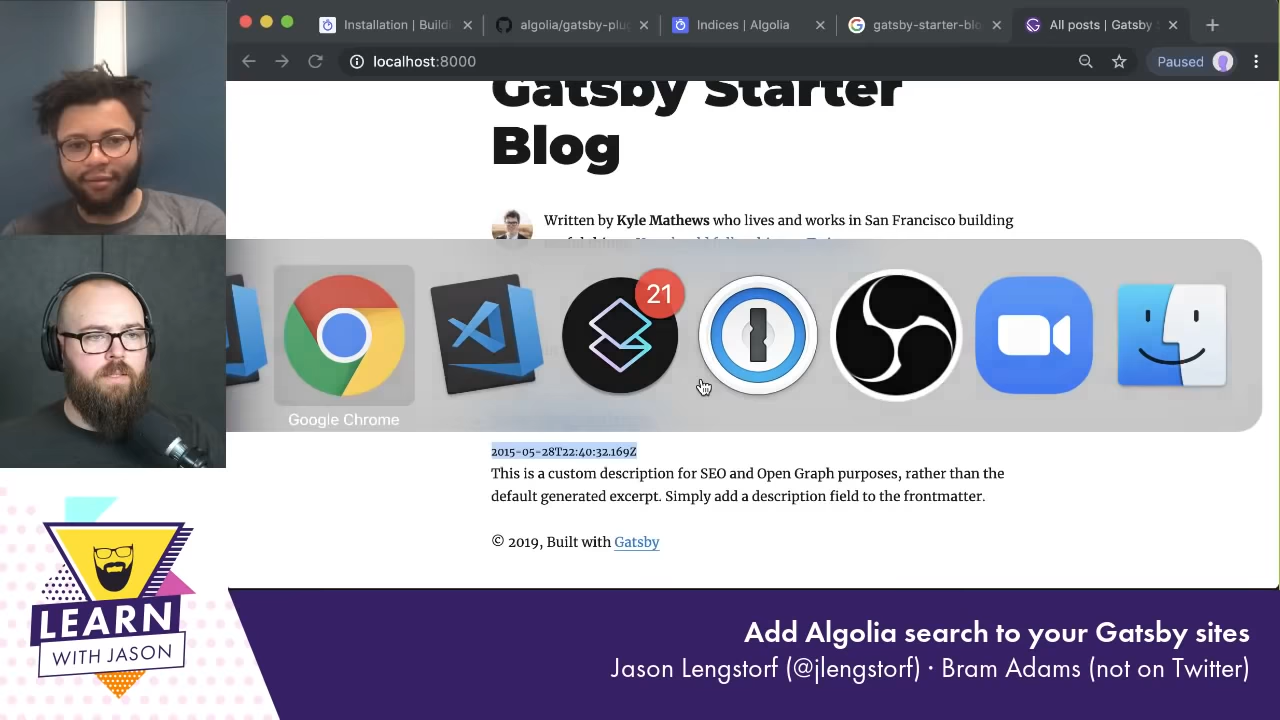 Installation | Buildi
algolia/gatsby-plug
Indices | Algolia
gatsby-starter-blo
All posts | Gatsby S
localhost:8000
Paused
Gatsby Starter
Blog
Written by Kyle Mathews who lives and works in San Francisco building
21
Google Chrome
2015-05-28T22:40:32.169Z
This is a custom description for SEO and Open Graph purposes, rather than the
default generated excerpt. Simply add a description field to the frontmatter.
© 2019, Built with Gatsby
LEARN
WITH JASON
Add Algolia search to your Gatsby sites
Jason Lengstorf (@jlengstorf) · Bram Adams (not on Twitter)